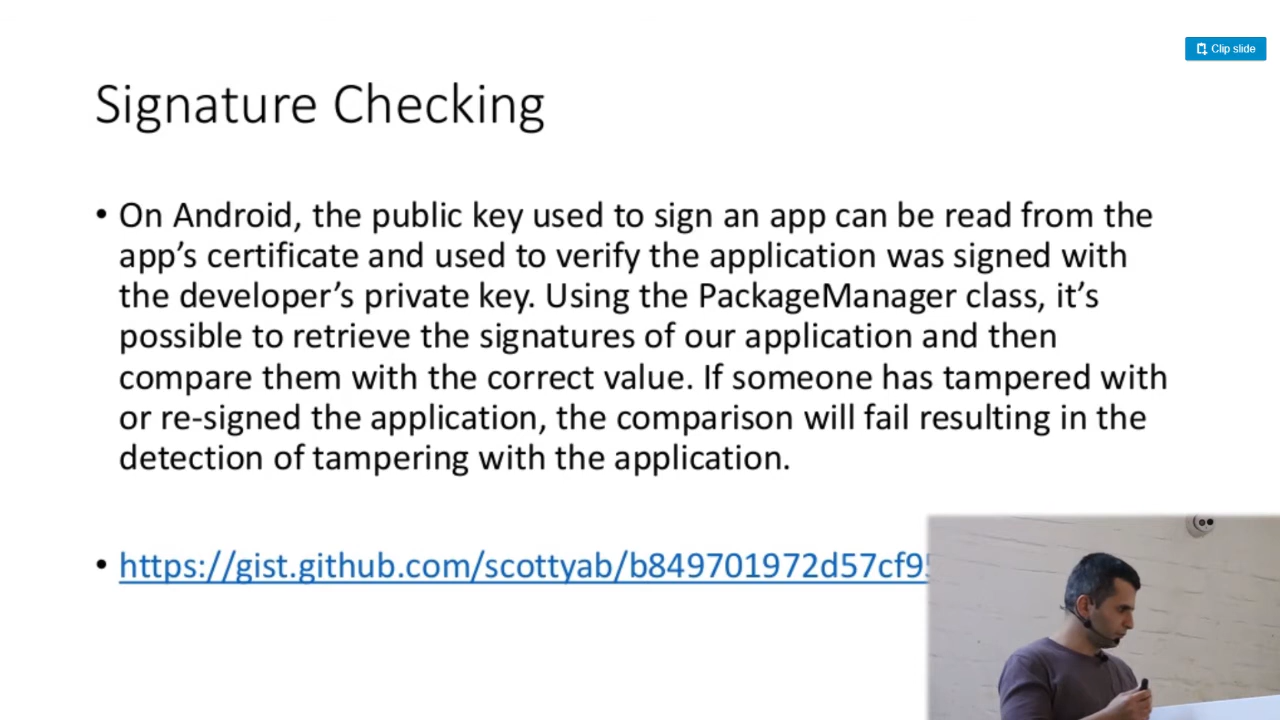 Clip slide
Signature Checking
• On Android, the public key used to sign an app can be read from the
app’s certificate and used to verify the application was signed with
the developer’s private key. Using the PackageManager class, it’s
possible to retrieve the signatures of our application and then
compare them with the correct value. If someone has tampered with
or re-signed the application, the comparison will fail resulting in the
detection of tampering with the application.
• https://gist.github.com/scottyab/b849701972d57cf9